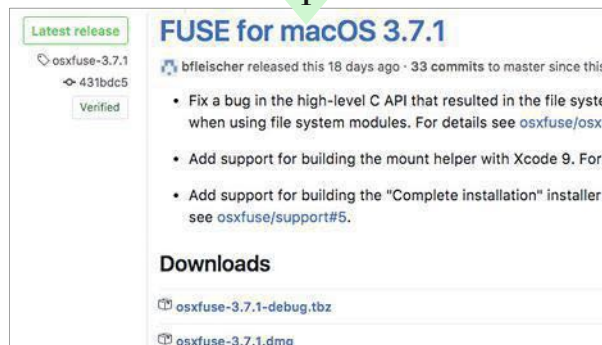 Latest release
osxfuse-3.7.1
431bdc5
Verified
FUSE for macOS 3.7.1
bfleischer released this 18 days ago · 33 commits to master since this
• Fix a bug in the high-level C API that resulted in the file syste
when using file system modules. For details see osxfuse/osx
• Add support for building the mount helper with Xcode 9. For
• Add support for building the "Complete installation" installer
see osxfuse/support#5.
Downloads
osxfuse-3.7.1-debug.tbz
osxfuse-3.7.1.dmg